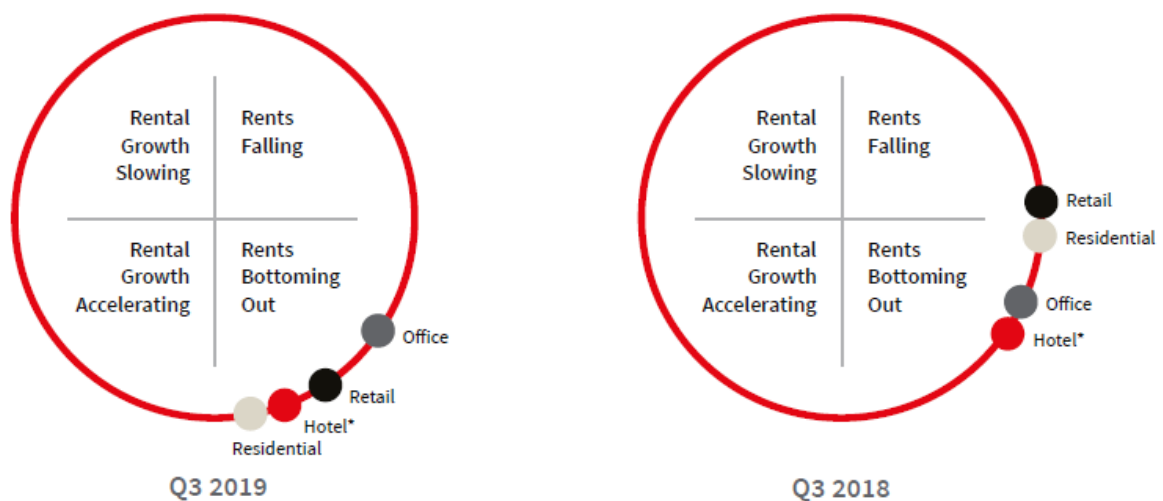 Rental
Growth
Slowing
Rents
Falling
Rental
Growth
Accelerating
Rents
Bottoming
Out
Office
Retail
Hotel*
Residential
Q3 2019
Rental
Growth
Slowing
Rents
Falling
Rental
Growth
Accelerating
Rents
Bottoming
Out
Retail
Residential
Office
Hotel*
Q3 2018